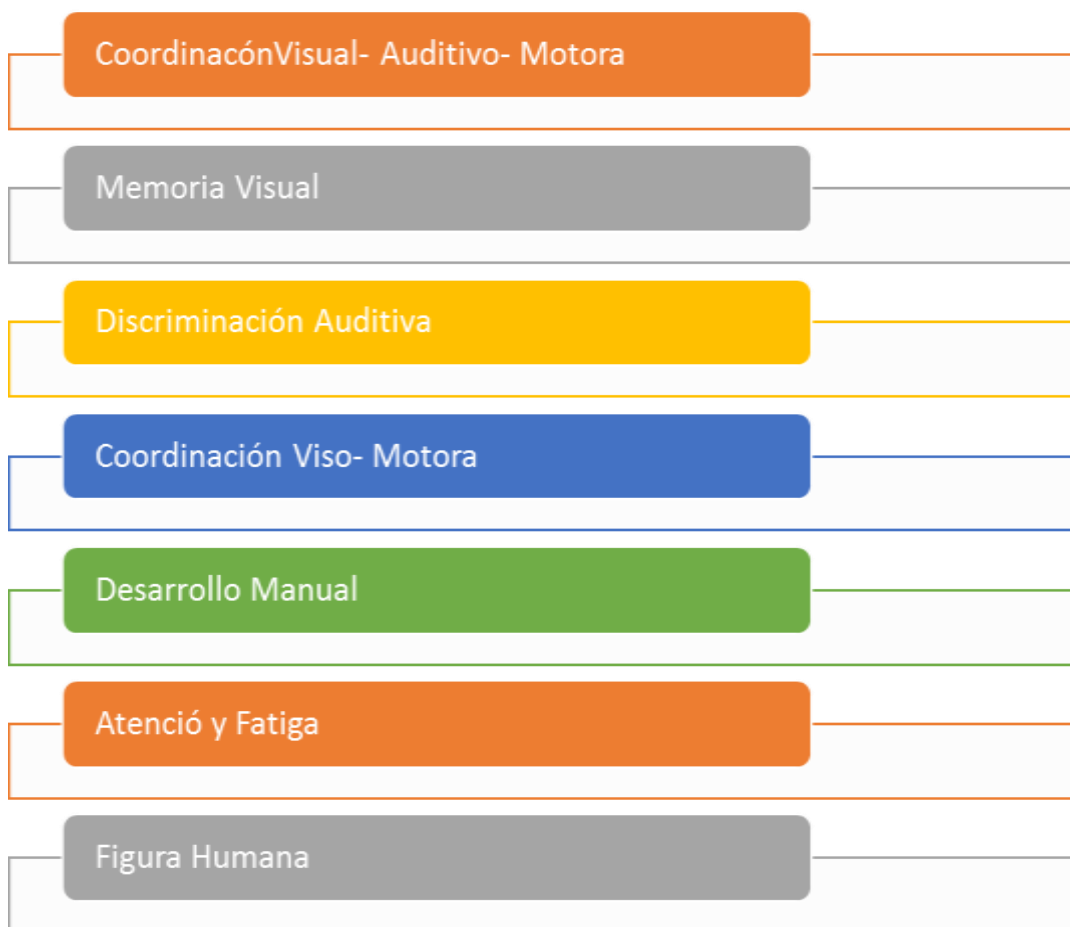 CoordinacónVisual- Auditivo- Motora
Memoria Visual
Discriminación Auditiva
Coordinación Viso- Motora
Desarrollo Manual
Atenció y Fatiga
Figura Humana